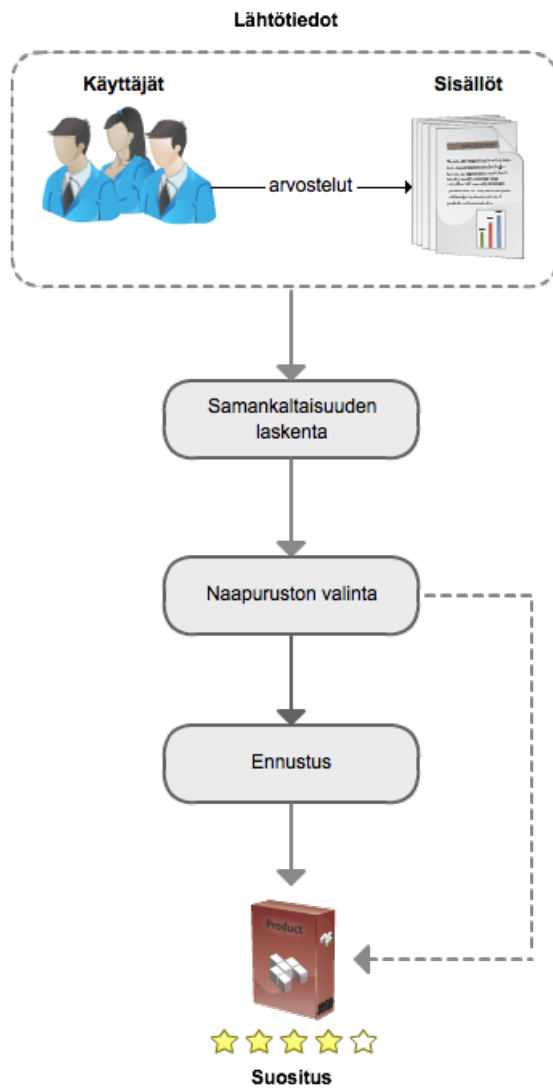 Lähtötiedot
Käyttäjät
Sisällöt
arvostelut
Samankaltaisuuden
laskenta
Naapuruston valinta
Ennustus
Product
Suositus